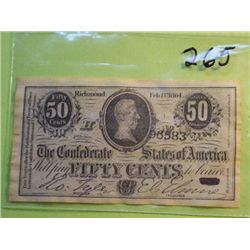 265
FIFTY
Richmond Feb. 17. 1864
50 50
Cents
H
The Confederate States of America
Will pay FIFTY CENTS to bearer